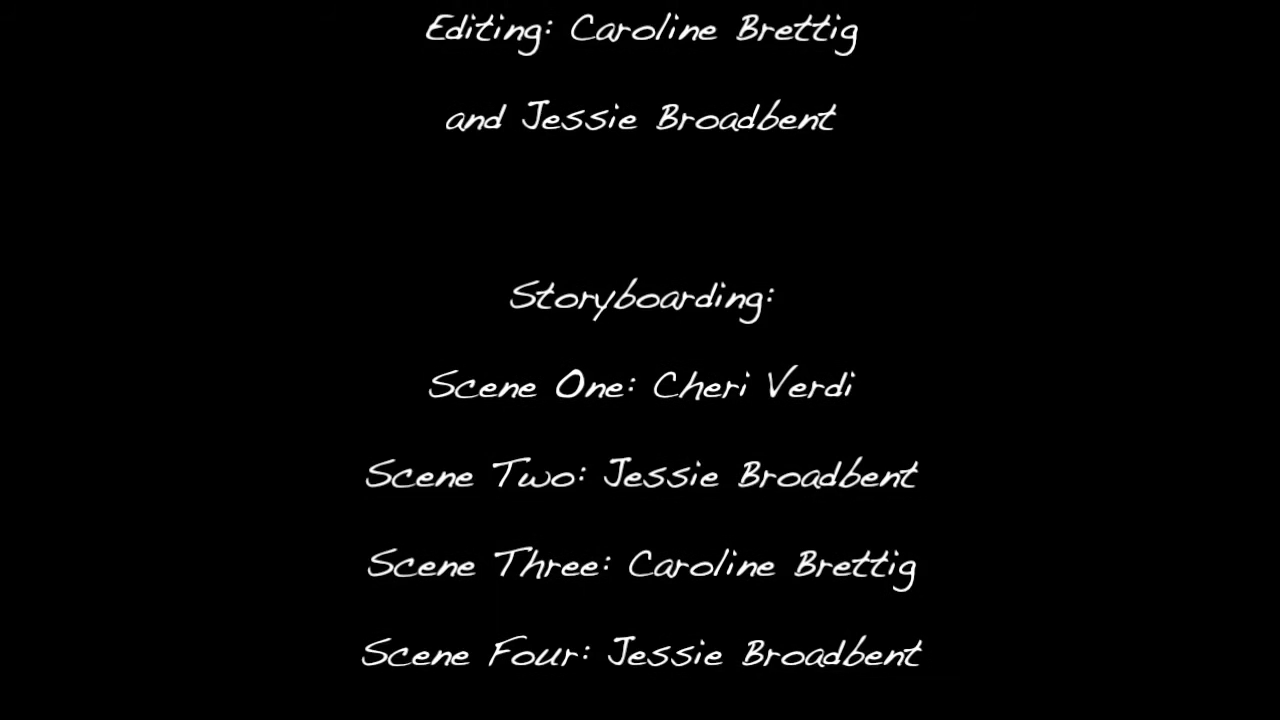 Editing: Caroline Brettig
and Jessie Broadbent
Storyboarding:
Scene One: Cheri Verdi
Scene Two: Jessie Broadbent
Scene Three: Caroline Brettig
Scene Four: Jessie Broadbent